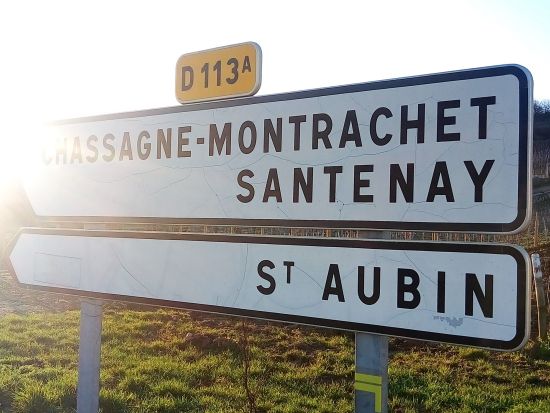 D 113A
CHASSAGNE-MONTRACHET
SANTENAY
ST AUBIN